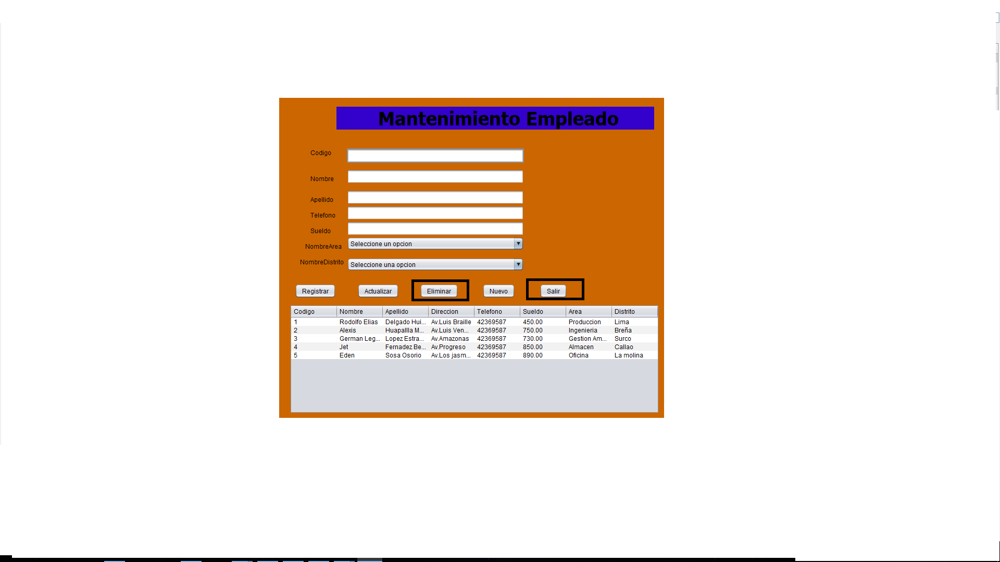 Mantenimiento Empleado
Codigo
Nombre
Apellido
Telefono
Sueldo
NombreArea Seleccione un opcion
NombreDistrito Seleccione una opcion
Registrar Actualizar Eliminar Nuevo Salir
Codigo Nombre Apellido Direccion Telefono Sueldo Area Distrito
1 Rodolfo Elias Delgado Hui... Av.Luis Braille 42369587 450.00 Produccion Lima
2 Alexis Huapallla M... Av.Luis Ven... 42369587 750.00 Ingenieria Breña
3 German Leg... Lopez Estra... Av.Amazonas 42369587 730.00 Gestion Am... Surco
4 Jet Fernadez Be... Av.Progreso 42369587 850.00 Almacen Callao
5 Eden Sosa Osorio Av.Los jasm... 42369587 890.00 Oficina La molina